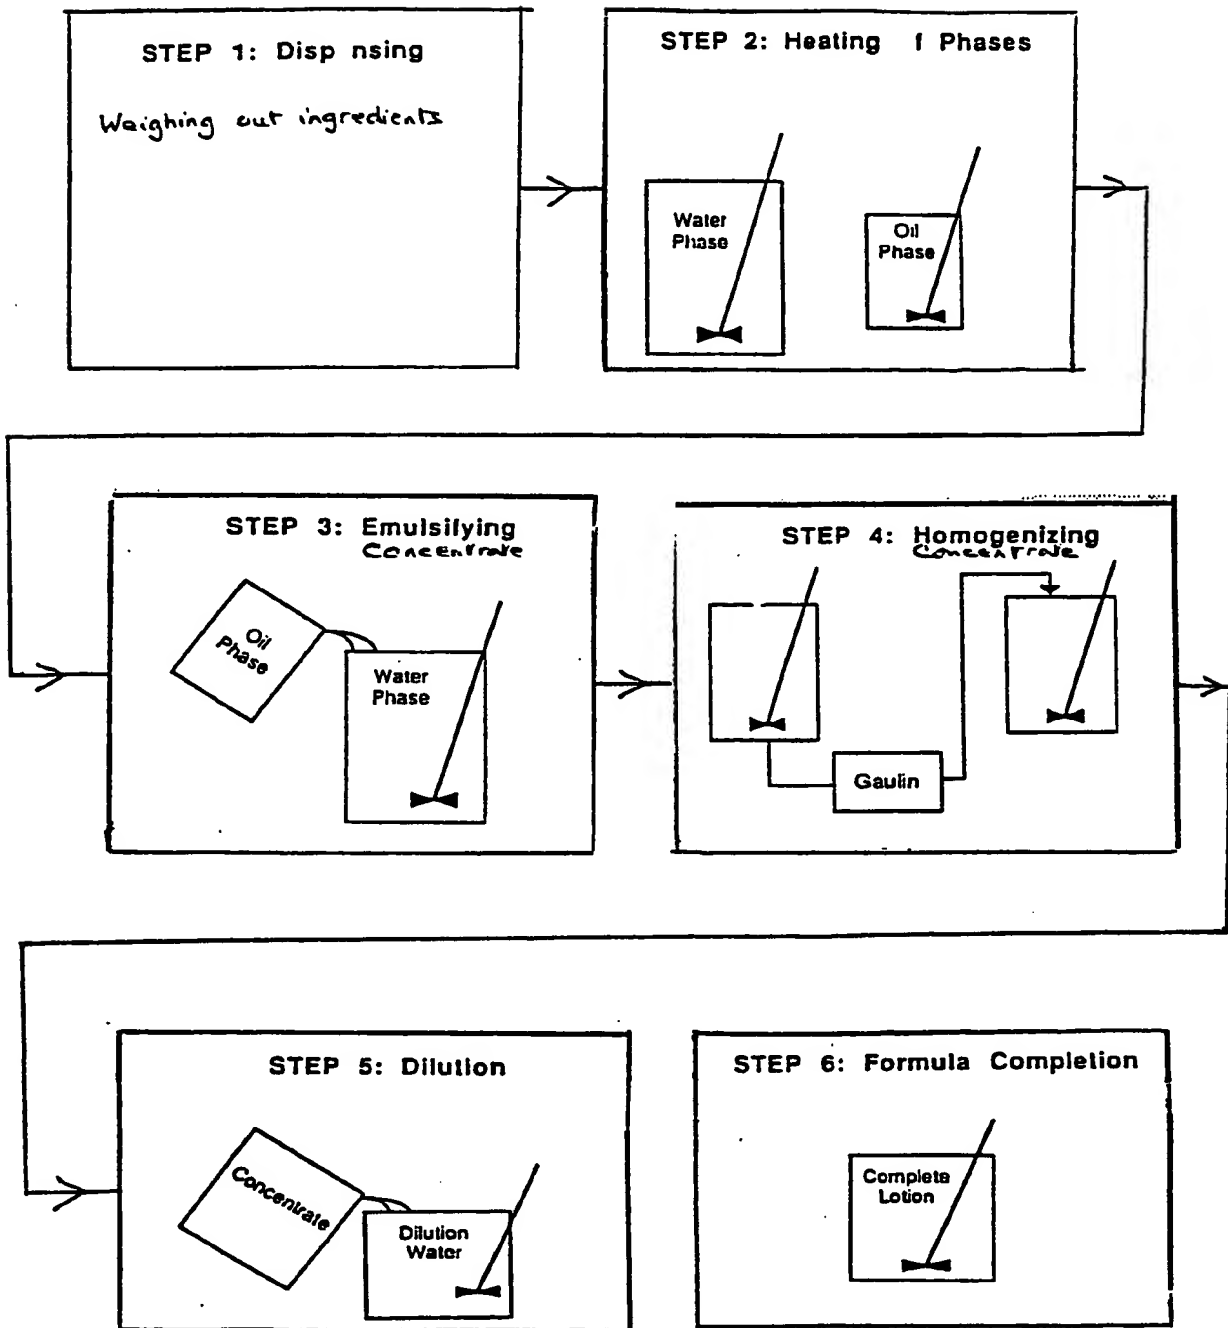 STEP 1: Disp nsing
Weighing out ingredients
STEP 2: Heating f Phases
Water
Phase
Oil
Phase
STEP 3: Emulsifying
Concentrate
Oil
Phase
Water
Phase
STEP 4: Homogenizing
Concentrate
Gaulin
STEP 5: Dilution
Concentrate
Dilution
Water
STEP 6: Formula Completion
Complete
Lotion